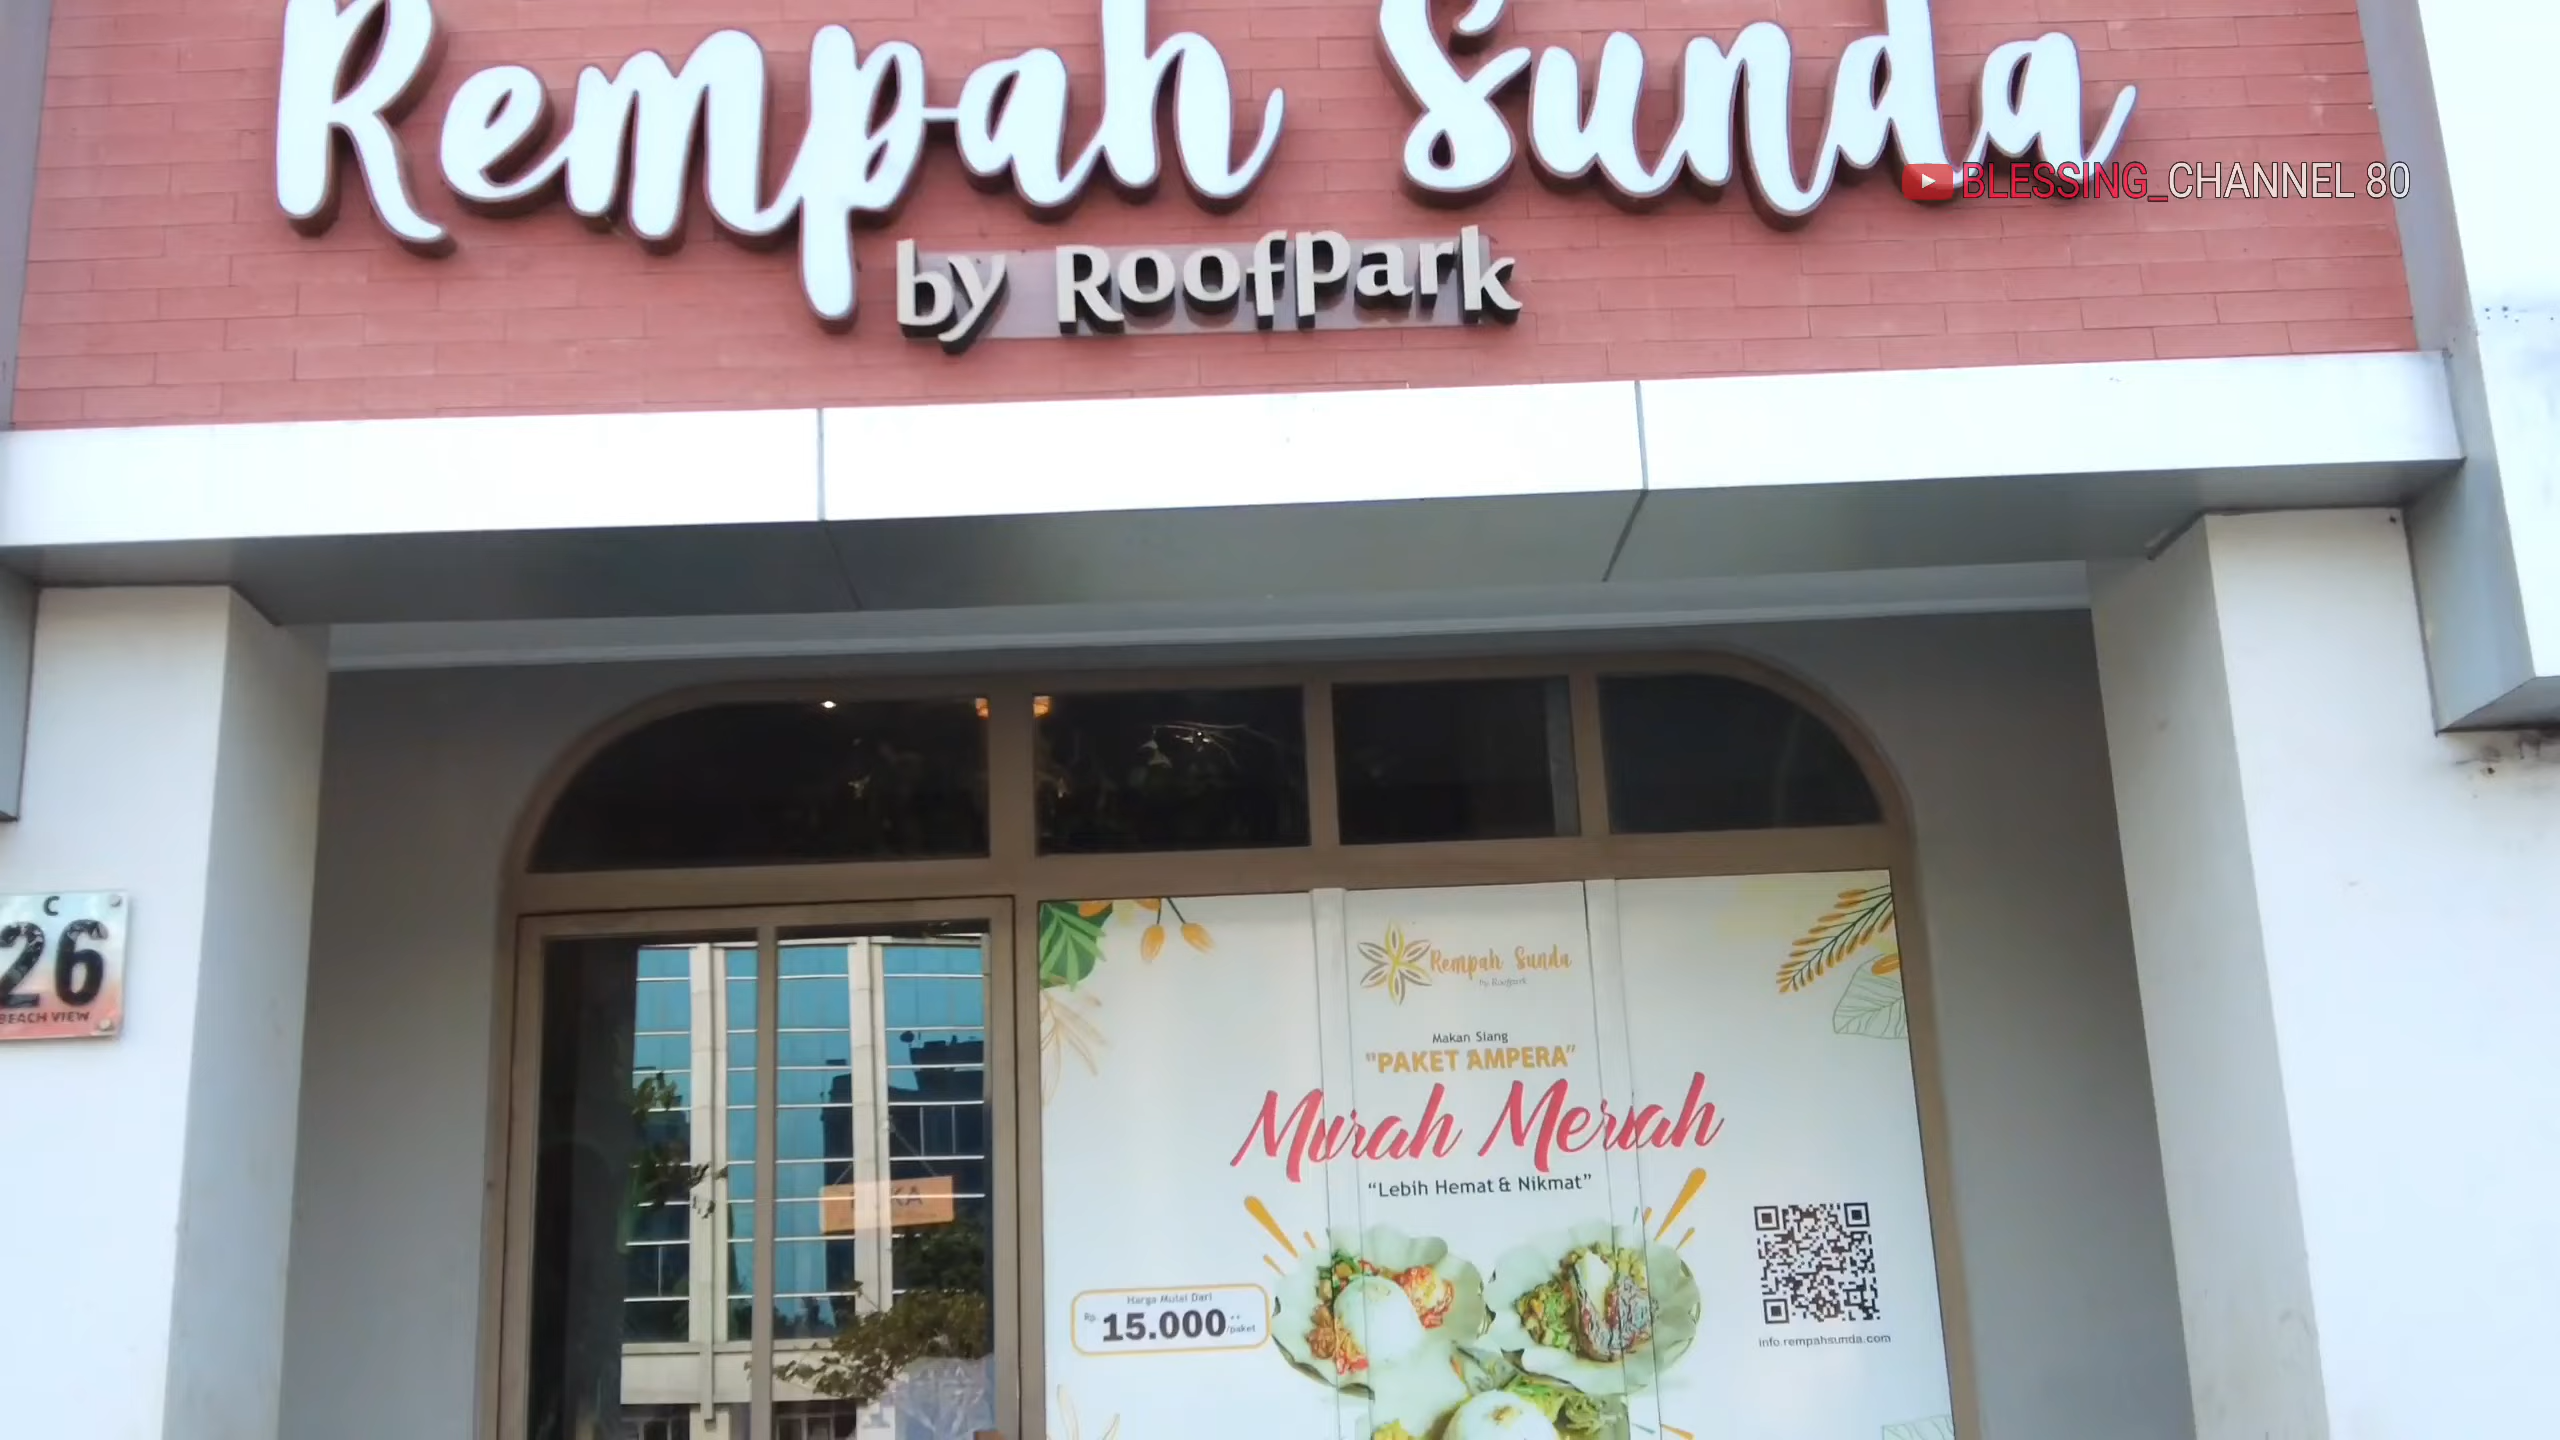 Rempah Sunda
by RoofPark
BLESSING_CHANNEL 80
C
26
BEACH VIEW
Rempah Sunda
by Roofpark
Makan Siang
"PAKET AMPERA"
Murah Meriah
"Lebih Hemat & Nikmat"
Harga Mulai Dari
Rp. 15.000 ++ /paket
info.rempahsunda.com